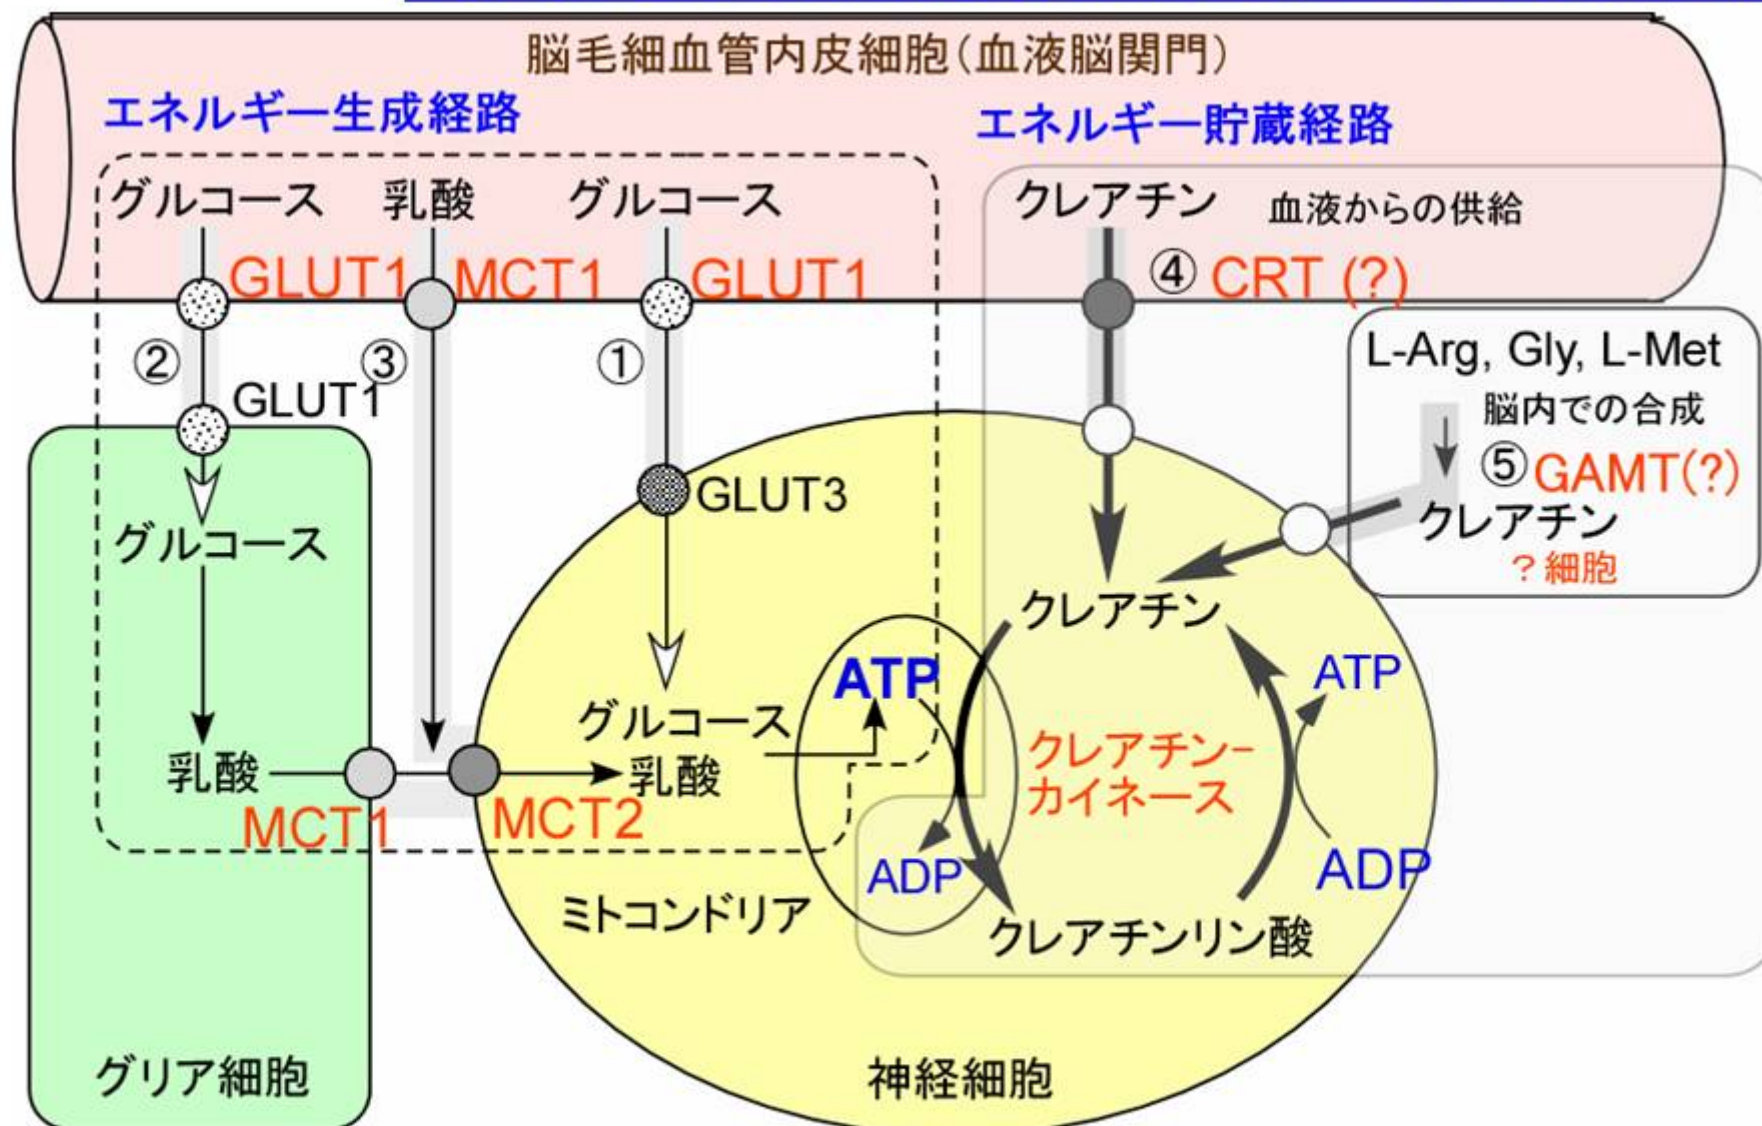 脳毛細血管内皮細胞(血液脳関門)
エネルギー生成経路
エネルギー貯蔵経路
グルコース 乳酸 グルコース
クレアチン 血液からの供給
GLUT1 MCT1 GLUT1
④ CRT (?)
② ③ ①
GLUT1
L-Arg, Gly, L-Met
脳内での合成
⑤ GAMT(?)
クレアチン
?細胞
GLUT3
グルコース
クレアチン
ATP
ATP
グルコース
乳酸
乳酸
クレアチン-
カイネース
MCT1 MCT2
ADP
ADP
ミトコンドリア
クレアチンリン酸
グリア細胞
神経細胞